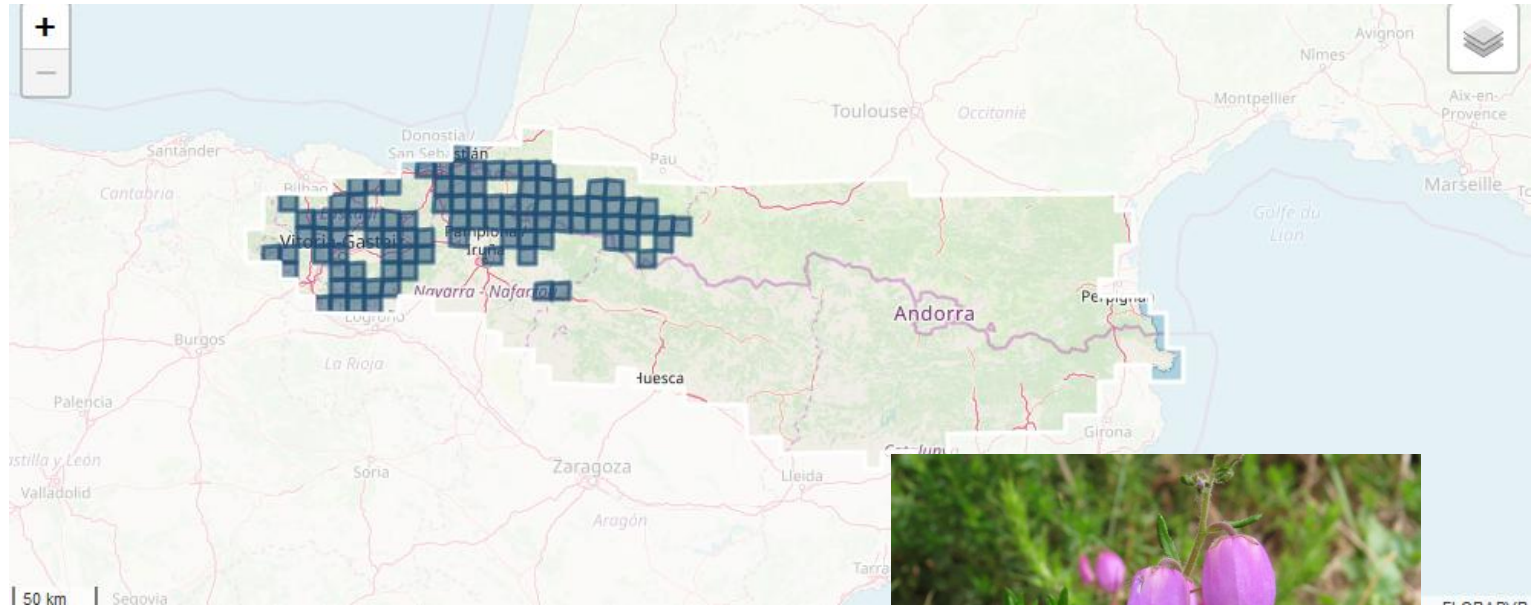 +
−
Avignon
Nîmes
Aix-en-
Provence
Montpellier
Toulouse
Occitanie
Donostia /
San Sebastián
Santander
Pau
Bilbao
Marseille
Cantabria
Golfe du
Lion
Vitoria-Gasteiz
Pamplona
Iruña
Navarra - Nafarroa
Andorra
Perpignan
Logroño
Burgos
La Rioja
Huesca
Palencia
Girona
Catalunya
Castilla y León
Soria
Zaragoza
Lleida
Valladolid
Aragón
50 km
Segovia